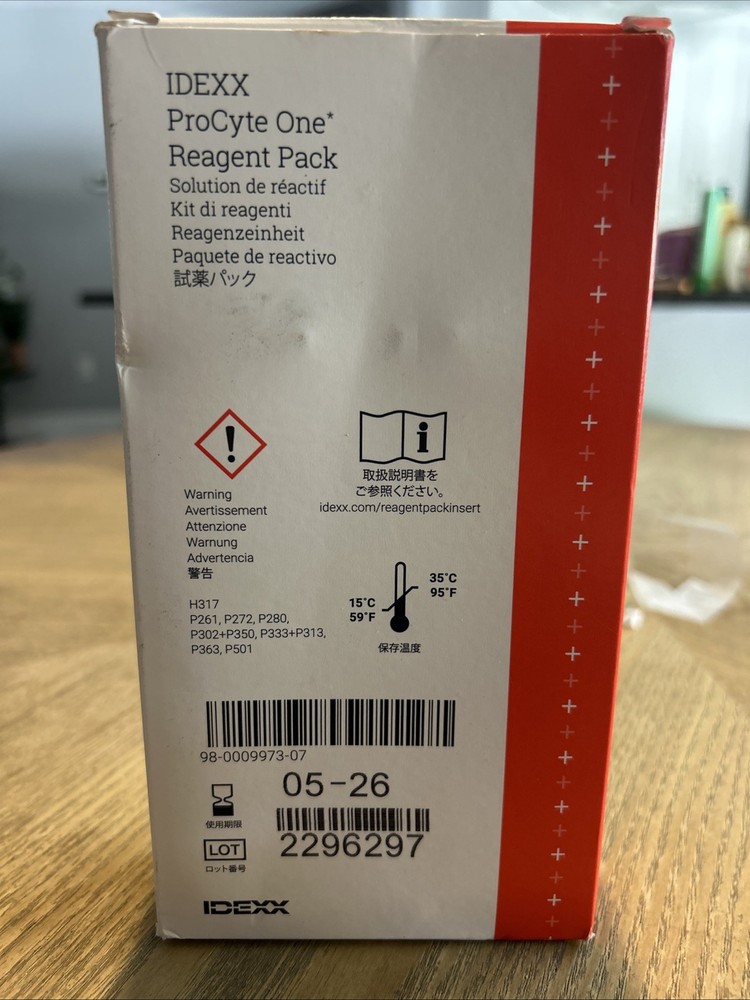 IDEXX
ProCyte One*
Reagent Pack
Solution de réactif
Kit di reagenti
Reagenzeinheit
Paquete de reactivo
試薬パック
Warning
Avertissement
Attenzione
Warnung
Advertencia
警告
取扱説明書を
ご参照ください。
idexx.com/reagentpackinsert
H317
P261, P272, P280,
P302+P350, P333+P313,
P363, P501
35°C
95°F
15°C
59°F
保存温度
98-0009973-07
05-26
使用期限
2296297
LOT
ロット番号
IDEXX